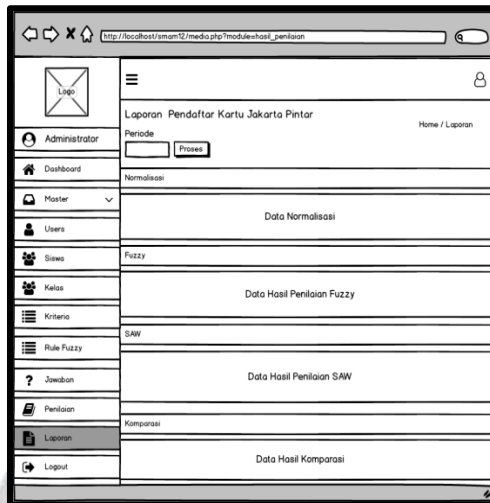 http://localhost/smam12/media.php?module=hasil_penilaian
Logo
Administrator
Dashboard
Master
Users
Siswa
Kelas
Kriteria
Rule Fuzzy
Jawaban
Penilaian
Laporan
Logout
Laporan Pendaftar Kartu Jakarta Pintar
Home / Laporan
Periode
Proses
Normalisasi
Data Normalisasi
Fuzzy
Data Hasil Penilaian Fuzzy
SAW
Data Hasil Penilaian SAW
Komparasi
Data Hasil Komparasi